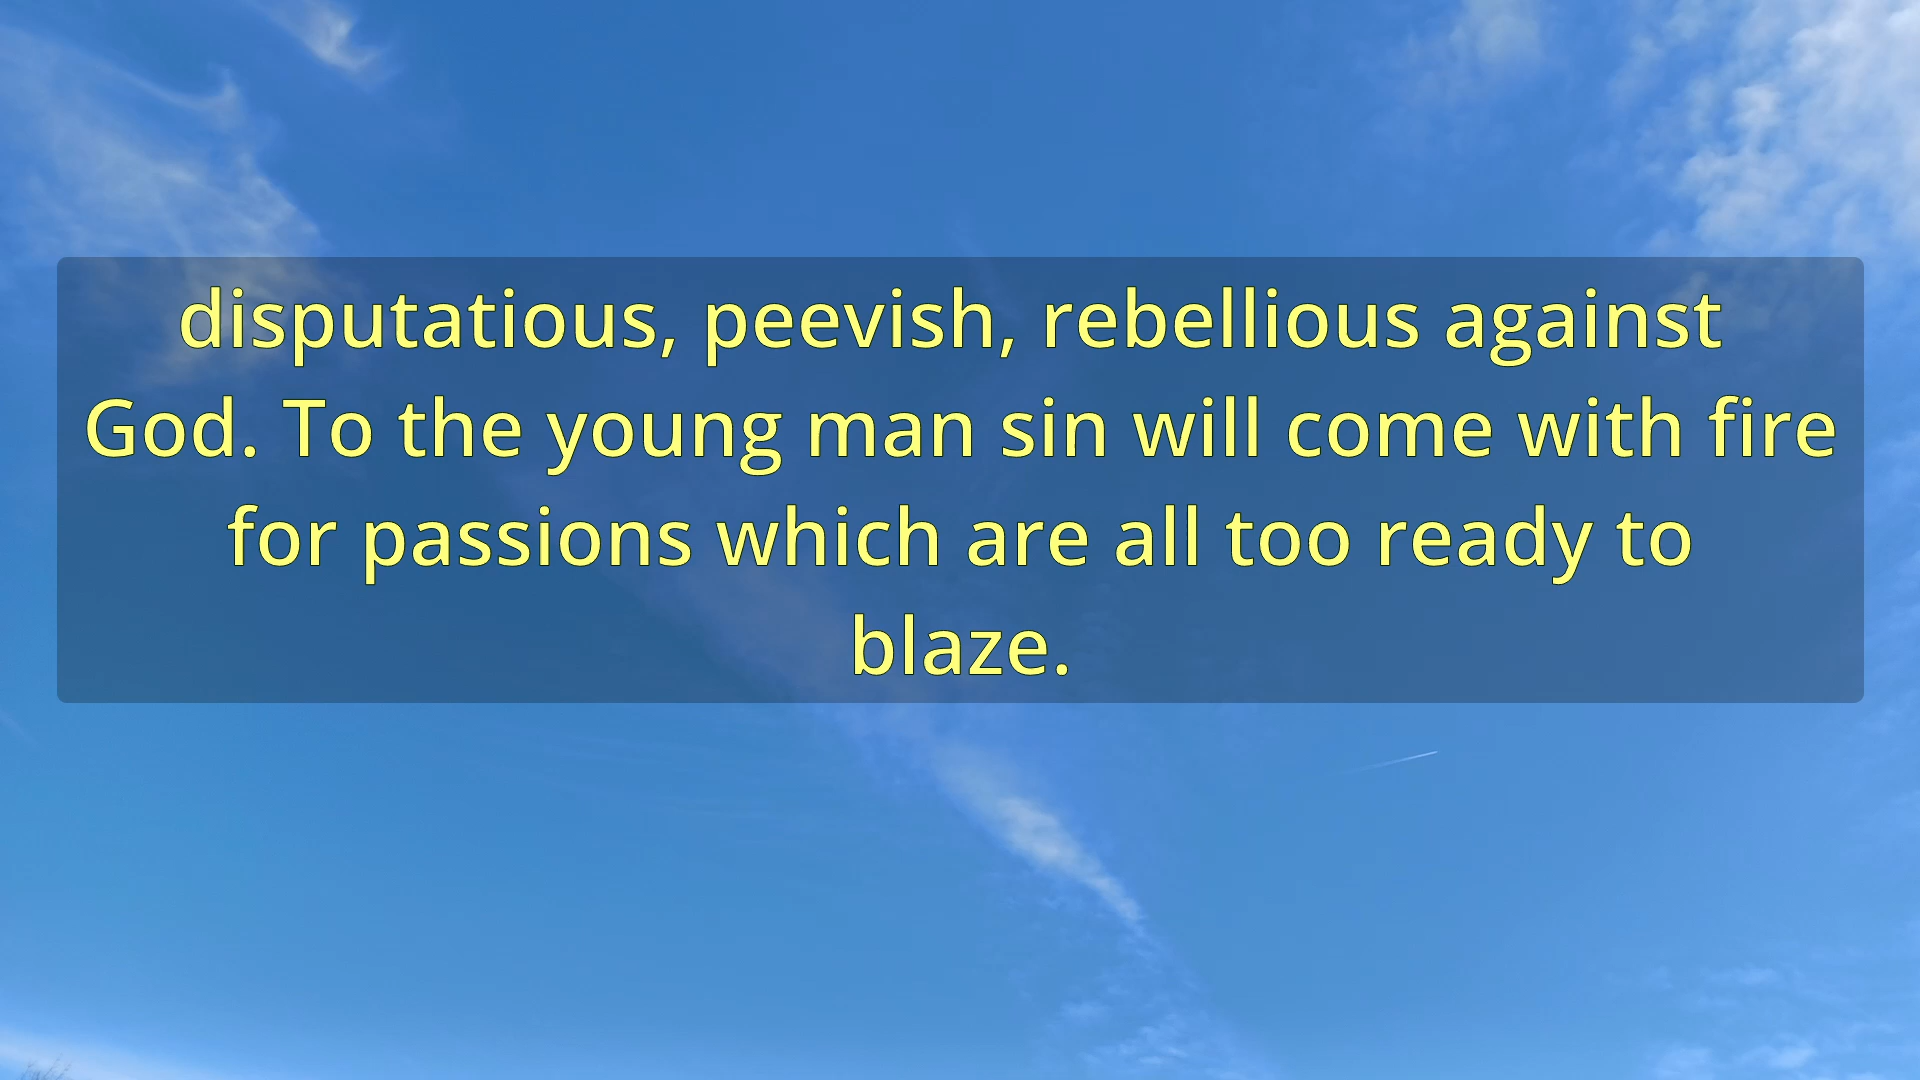 disputatious, peevish, rebellious against
God. To the young man sin will come with fire
for passions which are all too ready to
blaze.